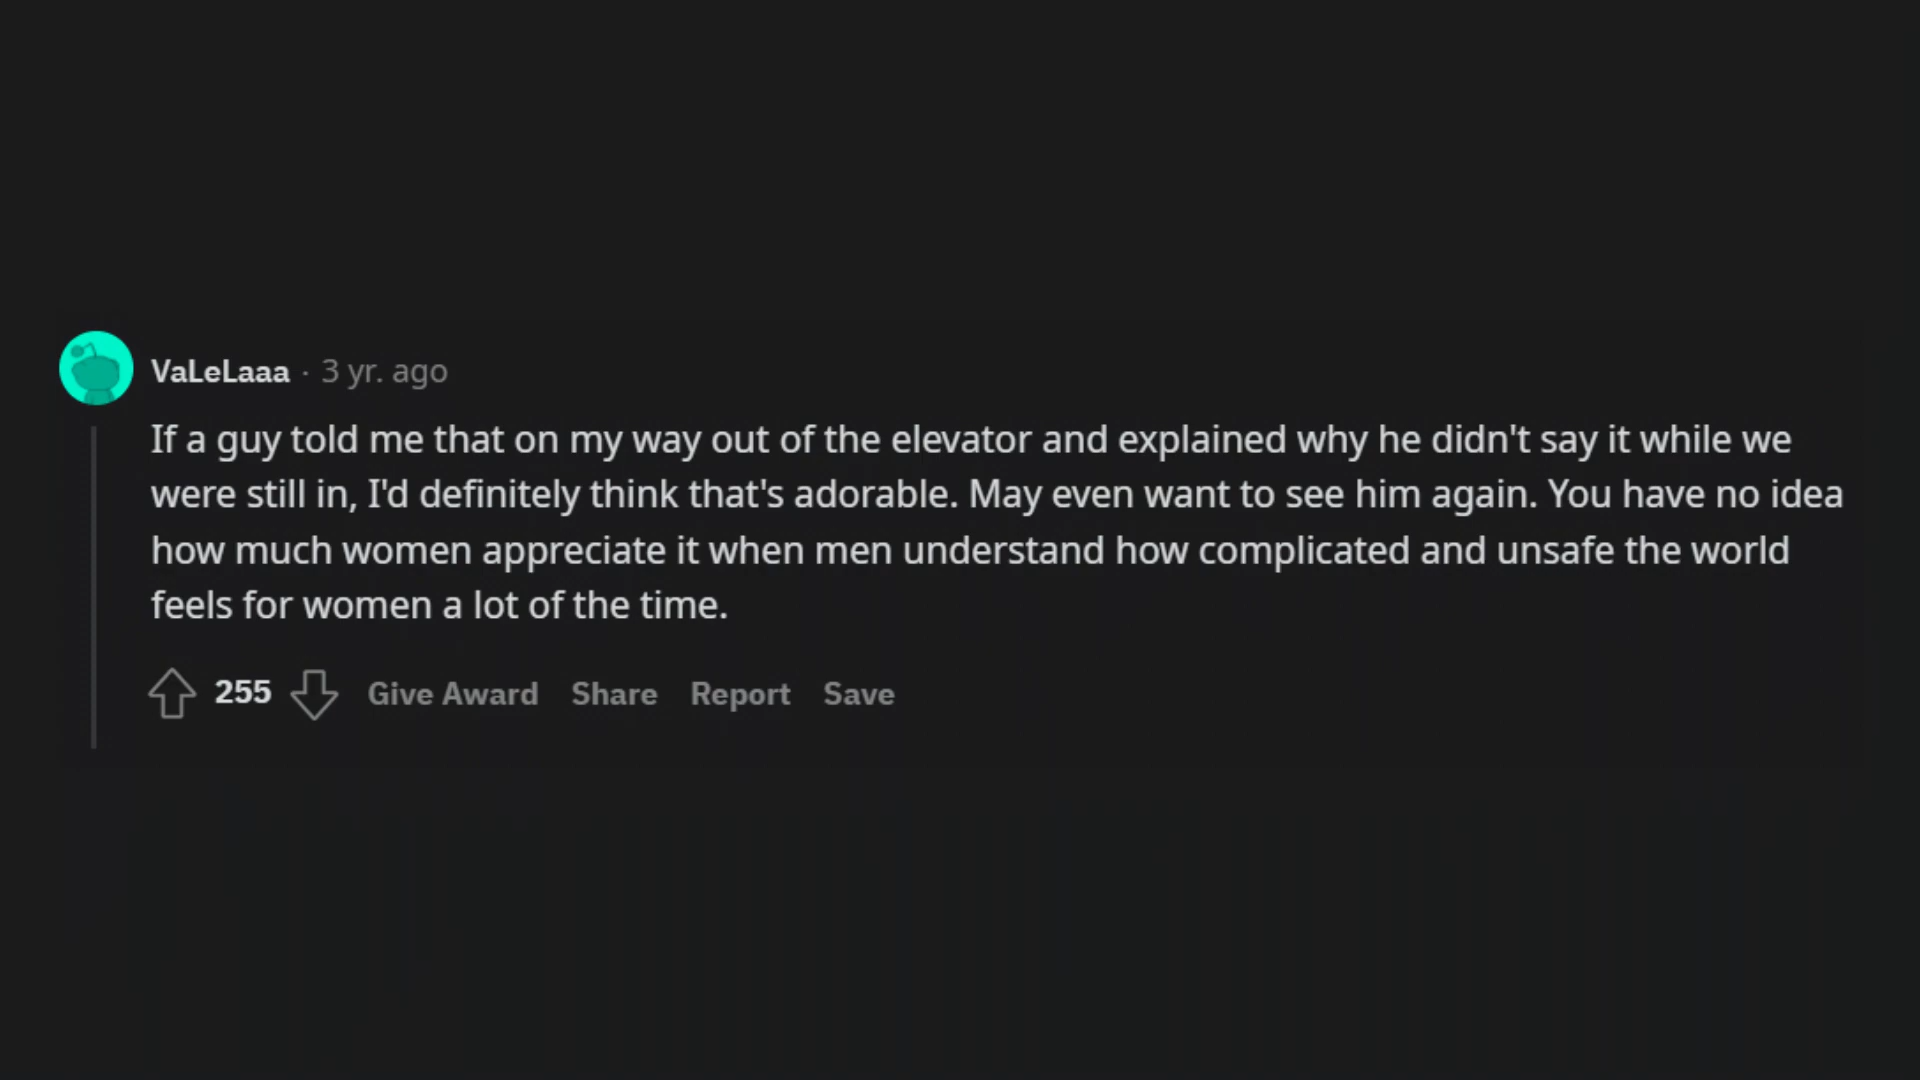 VaLeLaaa · 3 yr. ago
If a guy told me that on my way out of the elevator and explained why he didn't say it while we
were still in, I'd definitely think that's adorable. May even want to see him again. You have no idea
how much women appreciate it when men understand how complicated and unsafe the world
feels for women a lot of the time.
255 Give Award Share Report Save